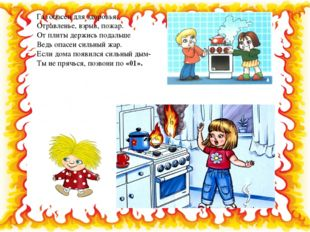 Газ опасен для здоровья:
Отравленье, взрыв, пожар.
От плиты держись подальше
Ведь опасен сильный жар.
Если дома появился сильный дым-
Ты не прячься, позвони по «01».